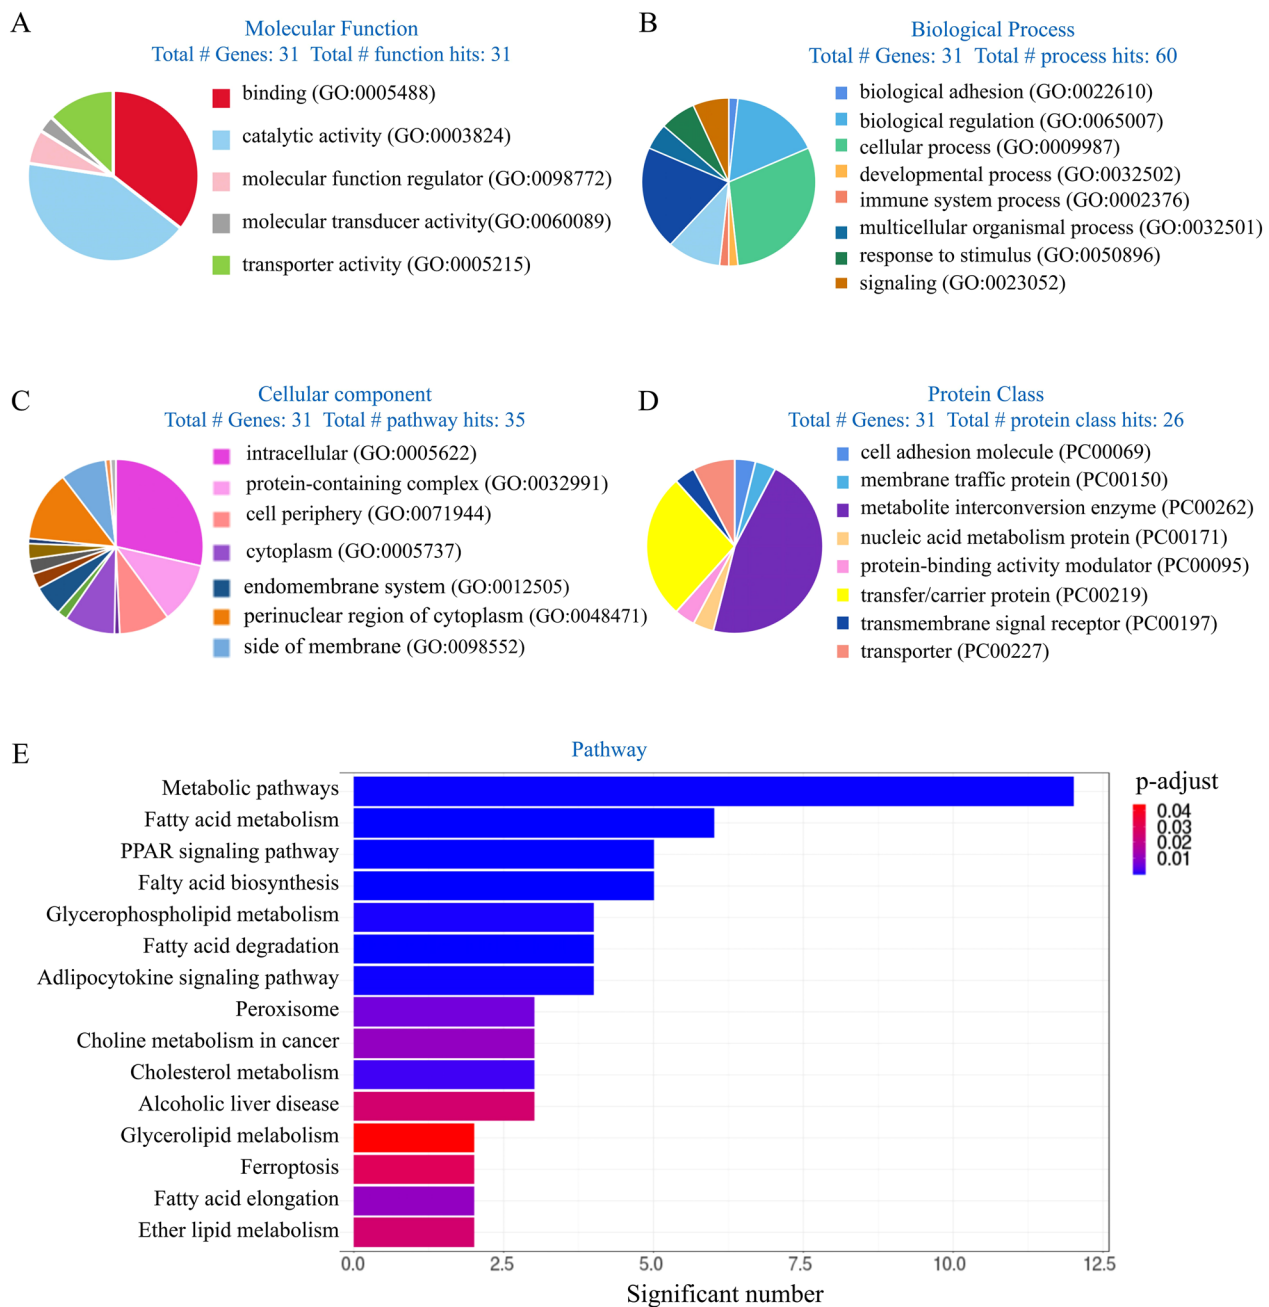 A
Molecular Function
Total # Genes: 31 Total # function hits: 31
binding (GO:0005488)
catalytic activity (GO:0003824)
molecular function regulator (GO:0098772)
molecular transducer activity(GO:0060089)
transporter activity (GO:0005215)
B
Biological Process
Total # Genes: 31 Total # process hits: 60
biological adhesion (GO:0022610)
biological regulation (GO:0065007)
cellular process (GO:0009987)
developmental process (GO:0032502)
immune system process (GO:0002376)
multicellular organismal process (GO:0032501)
response to stimulus (GO:0050896)
signaling (GO:0023052)
C
Cellular component
Total # Genes: 31 Total # pathway hits: 35
intracellular (GO:0005622)
protein-containing complex (GO:0032991)
cell periphery (GO:0071944)
cytoplasm (GO:0005737)
endomembrane system (GO:0012505)
perinuclear region of cytoplasm (GO:0048471)
side of membrane (GO:0098552)
D
Protein Class
Total # Genes: 31 Total # protein class hits: 26
cell adhesion molecule (PC00069)
membrane traffic protein (PC00150)
metabolite interconversion enzyme (PC00262)
nucleic acid metabolism protein (PC00171)
protein-binding activity modulator (PC00095)
transfer/carrier protein (PC00219)
transmembrane signal receptor (PC00197)
transporter (PC00227)
E
Pathway
Metabolic pathways
Fatty acid metabolism
PPAR signaling pathway
Falty acid biosynthesis
Glycerophospholipid metabolism
Fatty acid degradation
Adlipocytokine signaling pathway
Peroxisome
Choline metabolism in cancer
Cholesterol metabolism
Alcoholic liver disease
Glycerolipid melabolism
Ferroptosis
Fatty acid elongation
Ether lipid metabolism
0.0 2.5 5.0 7.5 10.0 12.5
Significant number
p-adjust
0.04
0.03
0.02
0.01